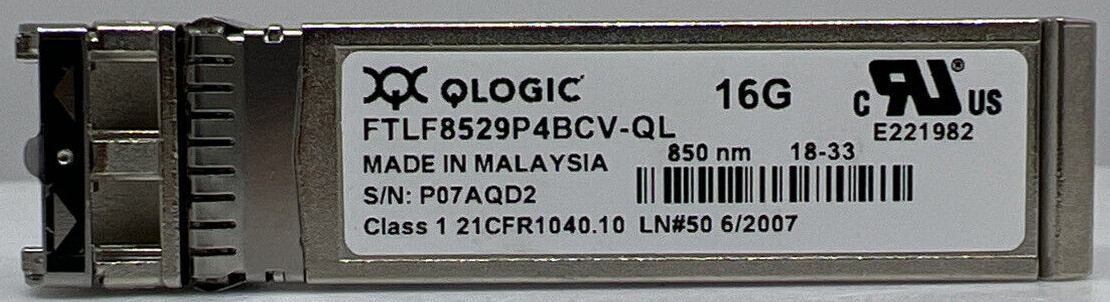 QLOGIC 16G
C RU ® US
E221982
FTLF8529P4BCV-QL
850 nm 18-33
MADE IN MALAYSIA
S/N: P07AQD2
Class 1 21CFR1040.10 LN#50 6/2007